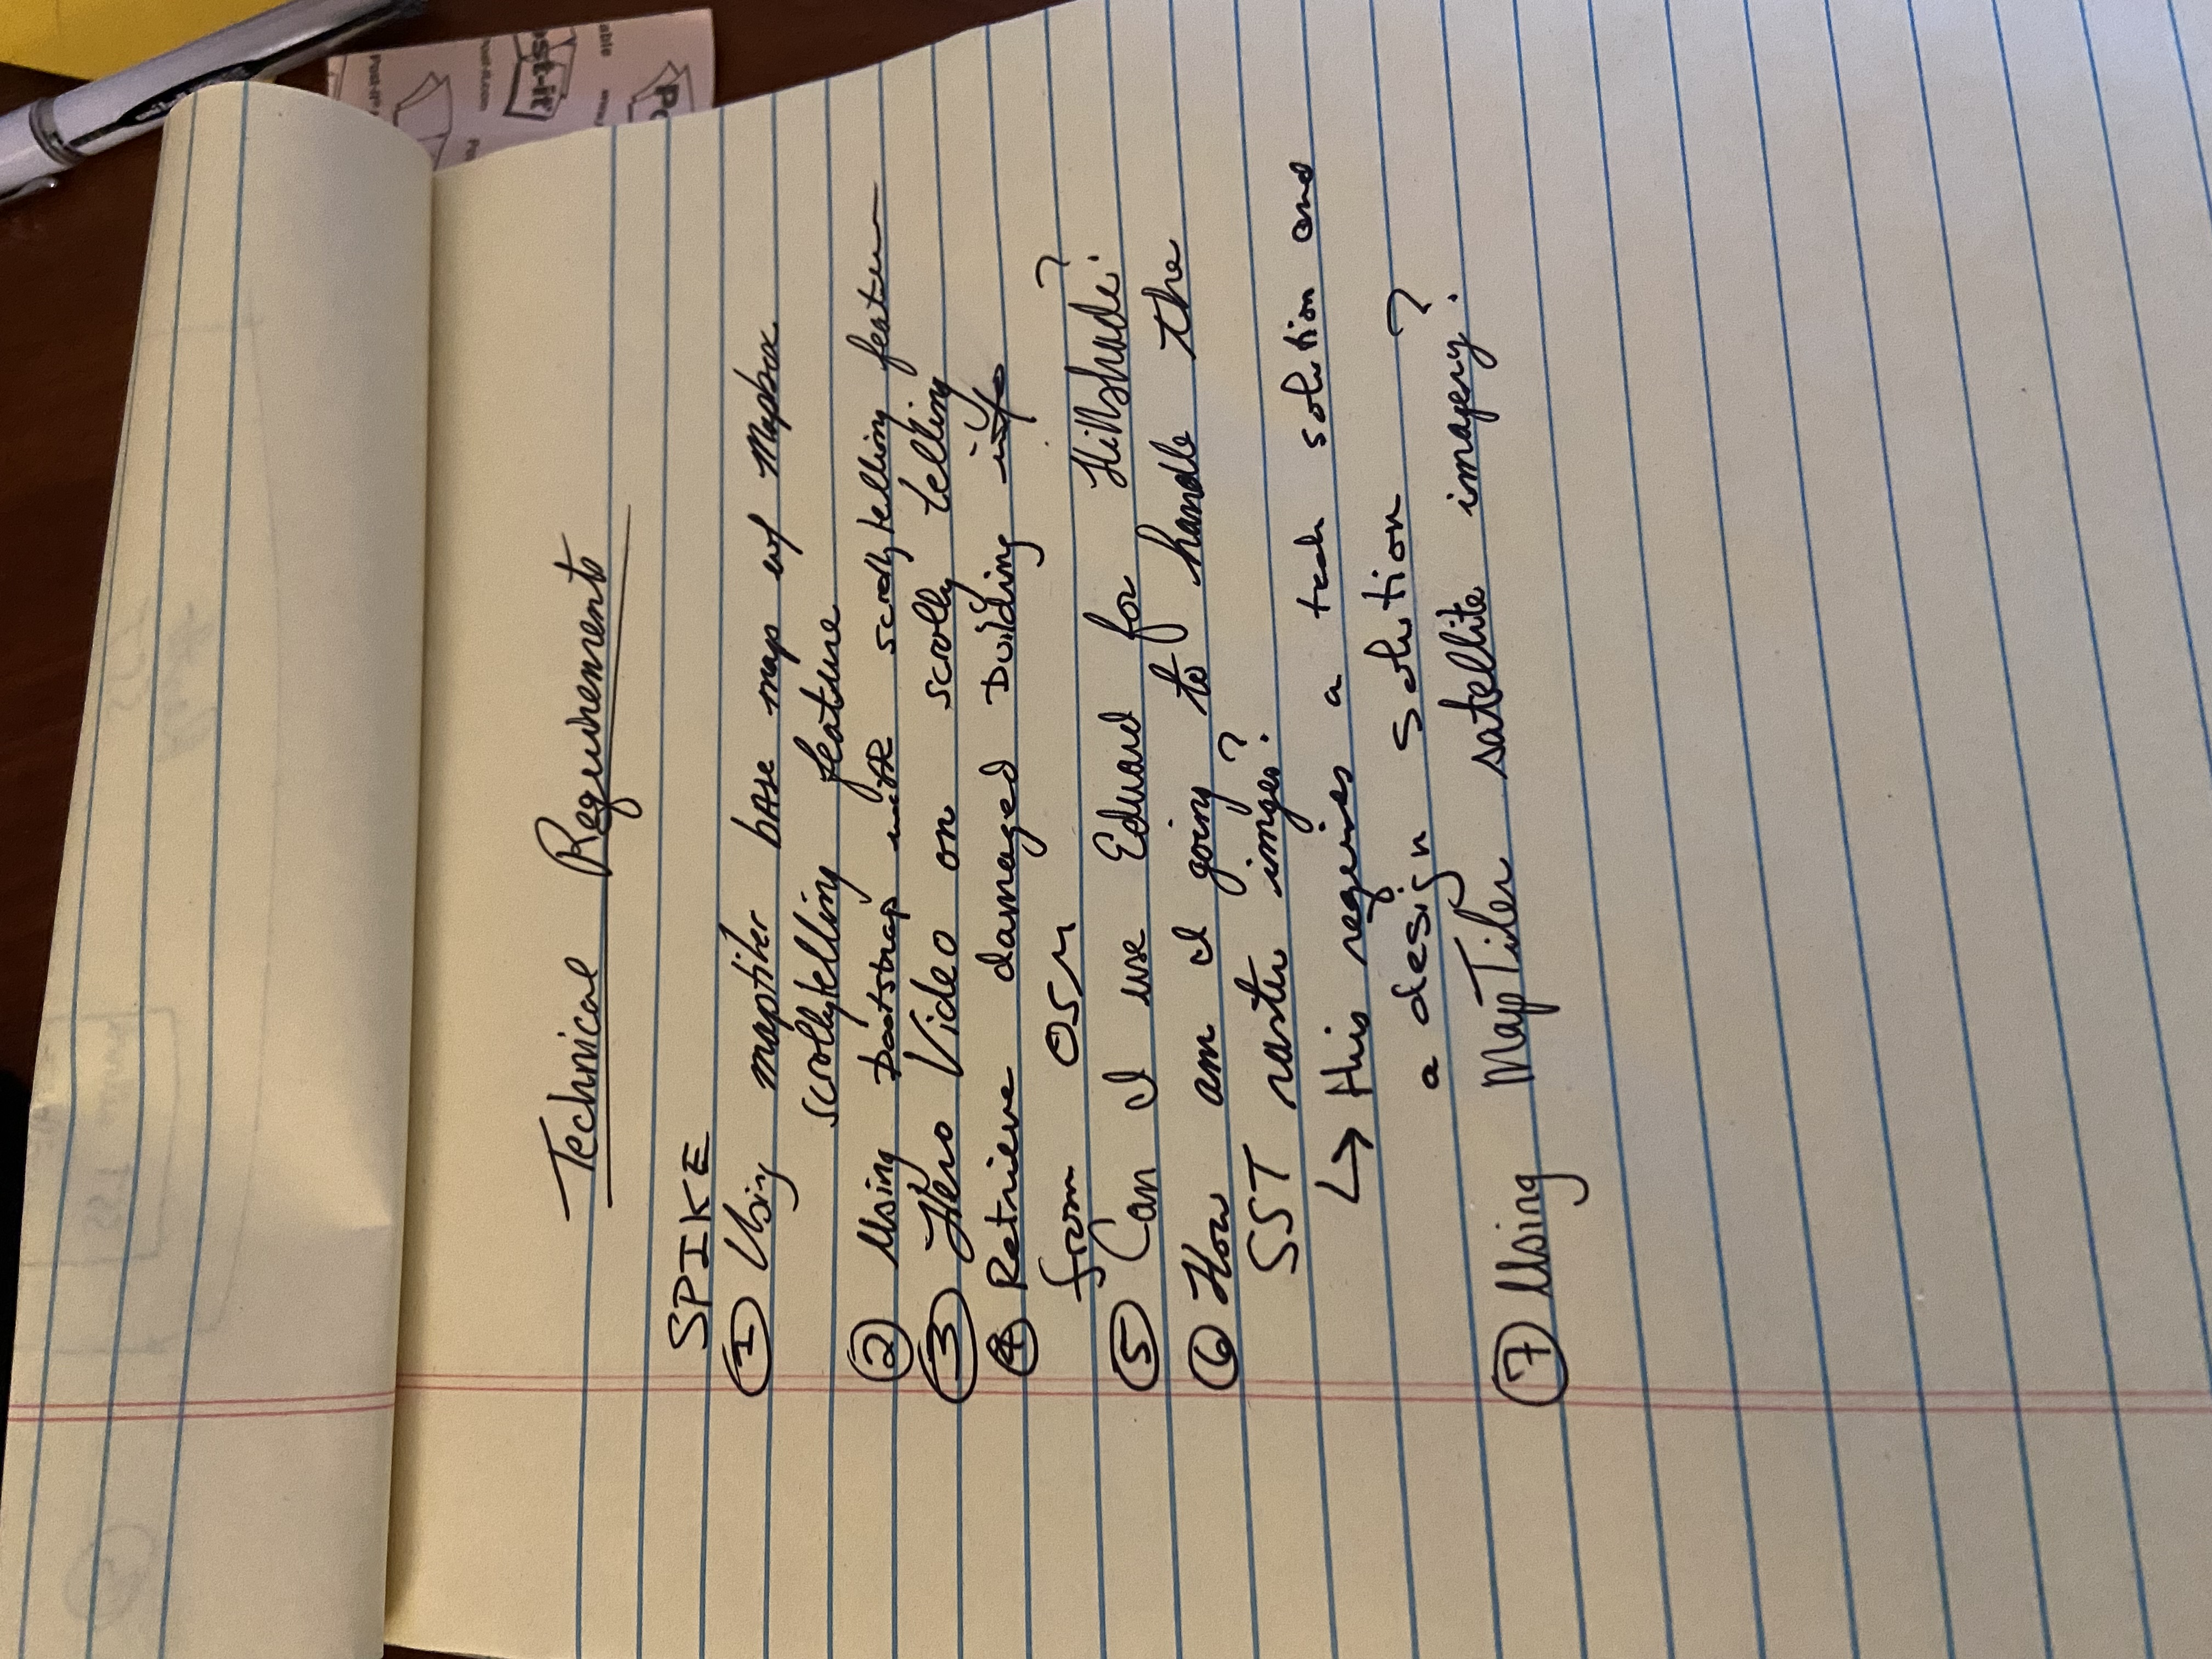 Technical Requirements
SPIKE
① Using maptiler bAse map w/ Mapbox
scrollytelling feature
② Using bootstrap with scrollytelling feature
③ Hero Video on scrolly telling
④ Retrieve damaged Building info
from OSM
⑤ Can I use Eduard for Hillshade?
⑥ How am I going to handle the
SST raster imges?
↳ this requires a tech solution and
a design solution
⑦ Using MapTiler satellite imagery?
Post-it